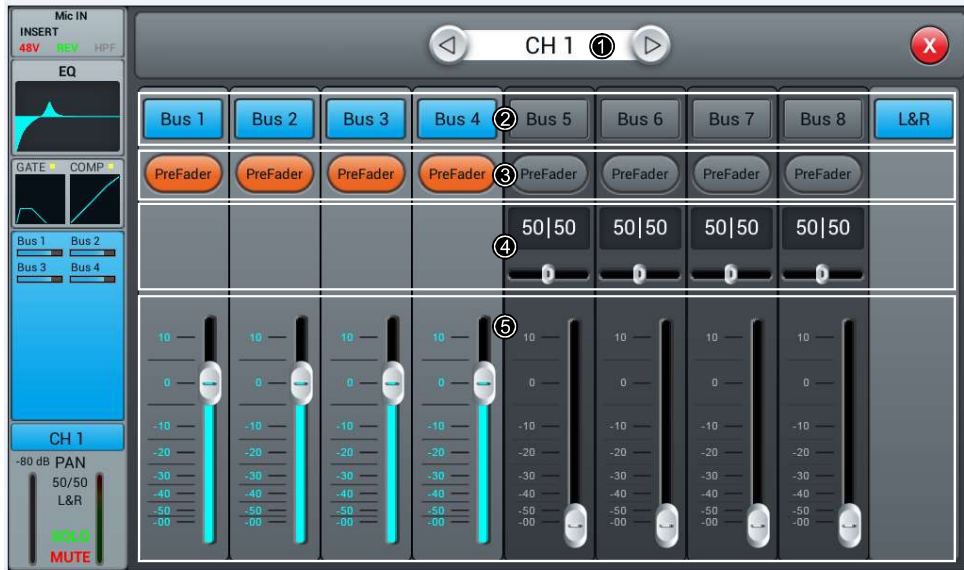 Mic IN
INSERT
48V REV HPF
EQ
GATE COMP
Bus 1 Bus 2
Bus 3 Bus 4
CH 1
-80 dB PAN
50/50
L&R
SOLO
MUTE
CH 1 ① X
Bus 1 Bus 2 Bus 3 Bus 4 ② Bus 5 Bus 6 Bus 7 Bus 8 L&R
PreFader PreFader PreFader PreFader ③ PreFader PreFader PreFader PreFader
④ 50|50 50|50 50|50 50|50
⑤
10 10 10 10 10 10 10 10
0 0 0 0 0 0 0 0
-10 -10 -10 -10 -10 -10 -10 -10
-20 -20 -20 -20 -20 -20 -20 -20
-30 -30 -30 -30 -30 -30 -30 -30
-40 -40 -40 -40 -40 -40 -40 -40
-50 -50 -50 -50 -50 -50 -50 -50
-00 -00 -00 -00 -00 -00 -00 -00